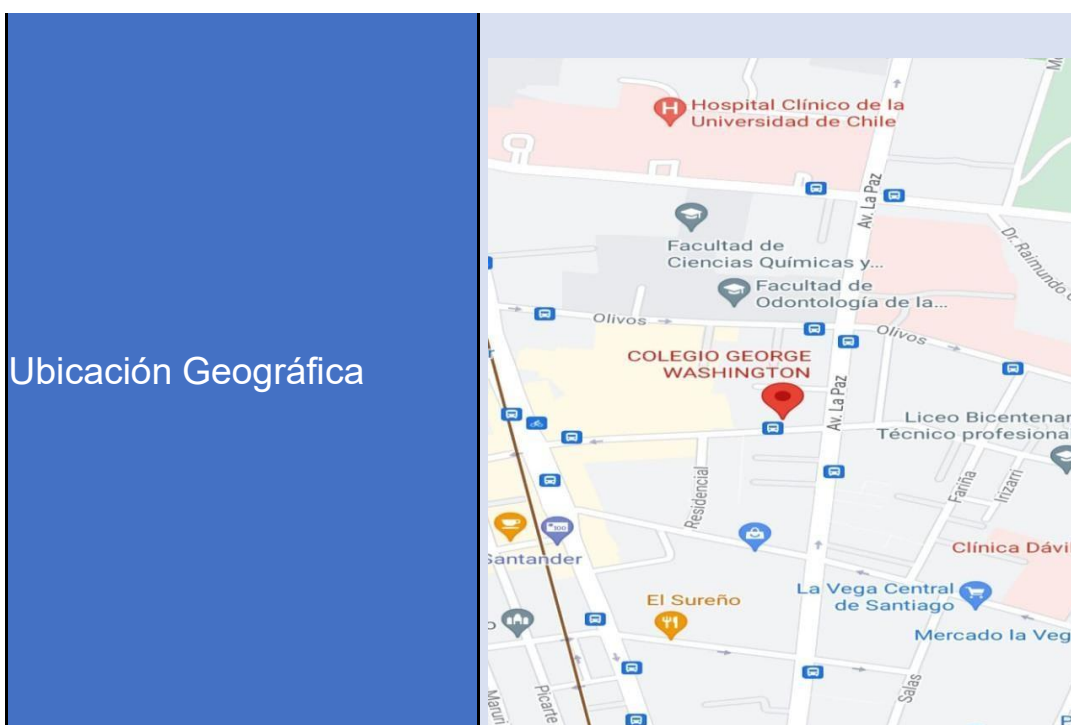 Ubicación Geográfica
Hospital Clínico de la
Universidad de Chile
Av. La Paz
Dr. Raimundo
Facultad de
Ciencias Químicas y...
Facultad de
Odontología de la...
Olivos
Olivos
COLEGIO GEORGE
WASHINGTON
Av. La Paz
Liceo Bicentenar
Técnico profesiona
Residencial
Fariña
Irizarri
Santander
Clínica Dávi
La Vega Central
de Santiago
El Sureño
Mercado la Veg
Salas
Picarte
Maruri